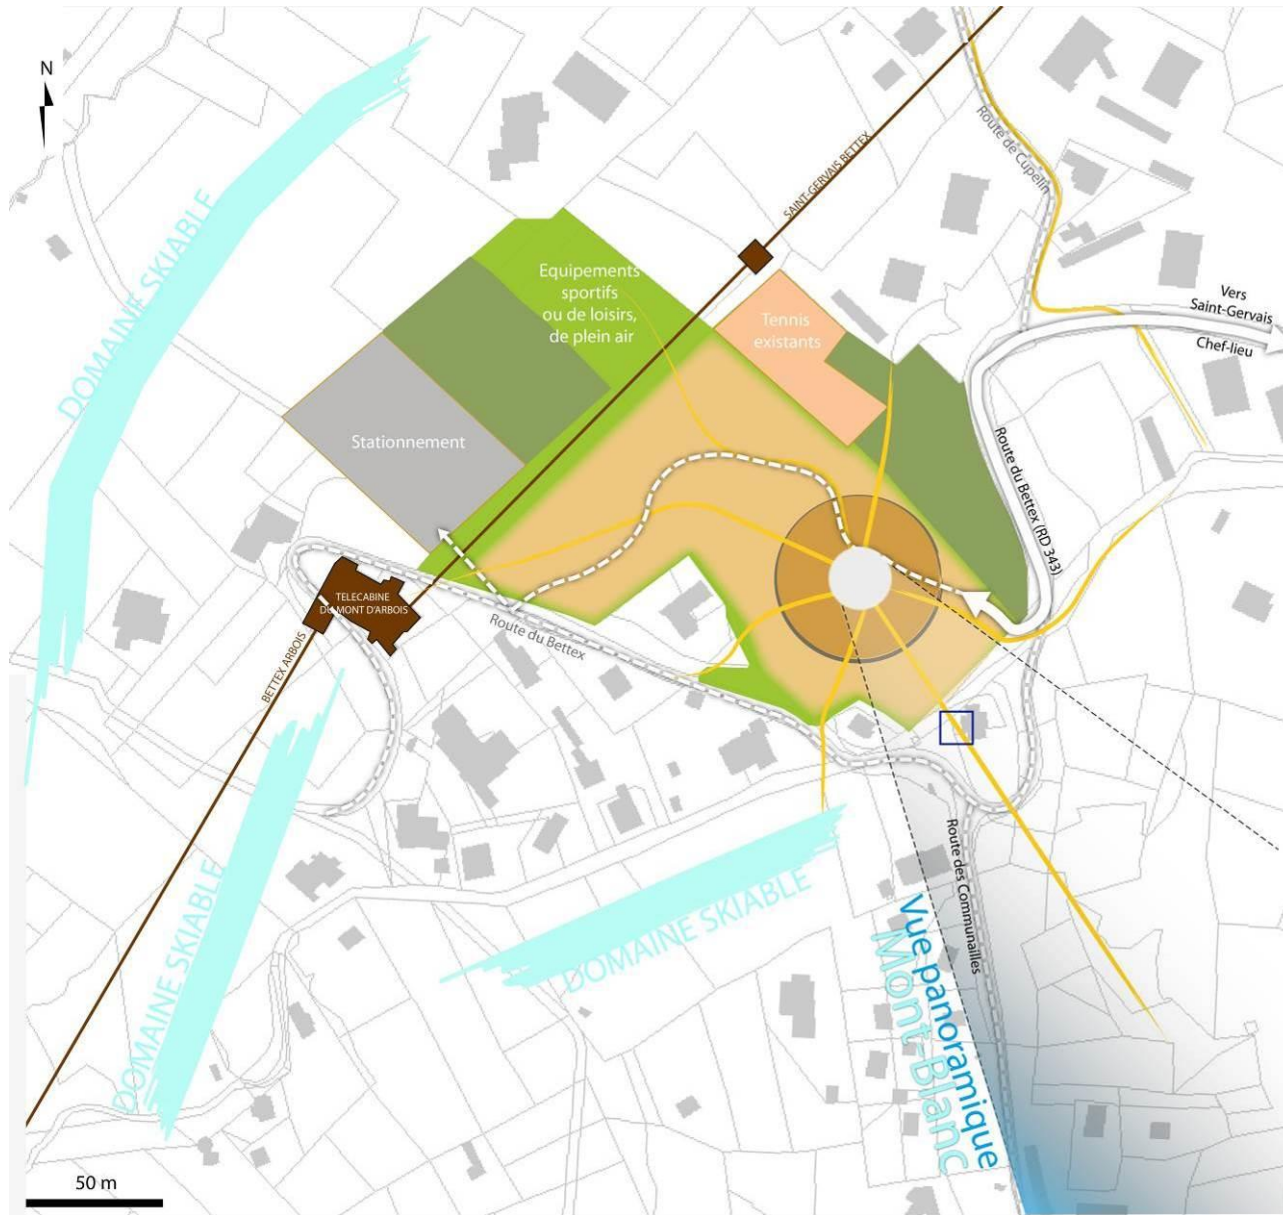 N
Route de Cupelin
SAINT-GERVAIS BETTEX
DOMAINE SKIABLE
Equipements
sportifs
ou de loisirs,
de plein air
Tennis
existants
Vers
Saint-Gervais
Chef-lieu
Stationnement
Route du Bettex (RD 343)
TELECABINE
DU MONT D'ARBOIS
Route du Bettex
BETTEX ARBOIS
DOMAINE SKIABLE
DOMAINE SKIABLE
Route des Communailles
Vue panoramique
Mont-Blanc
50 m